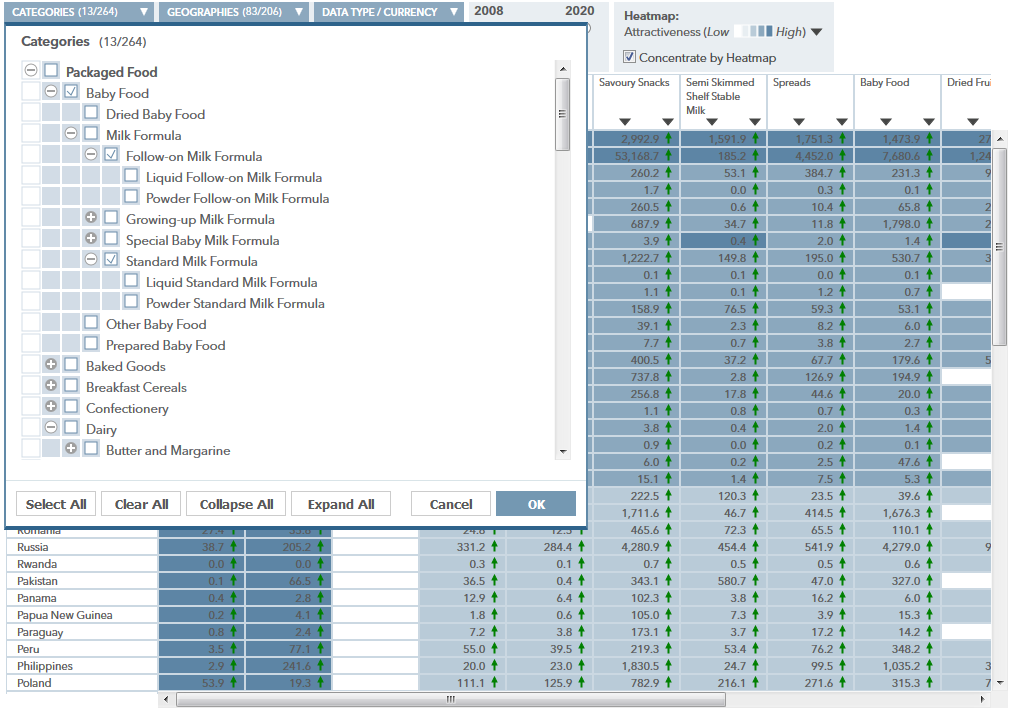 CATEGORIES (13/264) GEOGRAPHIES (83/206) DATA TYPE / CURRENCY 2008 2020
Heatmap:
Attractiveness (Low High)
Concentrate by Heatmap
Categories (13/264)
Packaged Food
Baby Food
Dried Baby Food
Milk Formula
Follow-on Milk Formula
Liquid Follow-on Milk Formula
Powder Follow-on Milk Formula
Growing-up Milk Formula
Special Baby Milk Formula
Standard Milk Formula
Liquid Standard Milk Formula
Powder Standard Milk Formula
Other Baby Food
Prepared Baby Food
Baked Goods
Breakfast Cereals
Confectionery
Dairy
Butter and Margarine
Select All Clear All Collapse All Expand All Cancel OK
Savoury Snacks Semi Skimmed Shelf Stable Milk Spreads Baby Food Dried Frui
2,992.9 1,591.9 1,751.3 1,473.9 27
53,168.7 185.2 4,452.0 7,680.6 1,24
260.2 53.1 384.7 231.3 9
1.7 0.0 0.3 0.1
260.5 0.6 10.4 65.8 2
687.9 34.7 11.8 1,798.0 2
3.9 0.4 2.0 1.4
1,222.7 149.8 195.0 530.7 3
0.1 0.1 0.0 0.1
1.1 0.1 1.2 0.7
158.9 76.5 59.3 53.1
39.1 2.3 8.2 6.0
7.7 0.7 3.8 2.7
400.5 37.2 67.7 179.6 5
737.8 2.8 126.9 194.9
256.8 17.8 44.6 20.0
1.1 0.8 0.7 0.3
3.8 0.4 2.0 1.4
0.9 0.0 0.2 0.1
6.0 0.2 2.5 47.6
15.1 1.4 7.5 5.3
222.5 120.3 23.5 39.6
1,711.6 46.7 414.5 1,676.3
Romania 27.4 24.8 12.5 465.6 72.3 65.5 110.1
Russia 38.7 205.2 331.2 284.4 4,280.9 454.4 541.9 4,279.0 9
Rwanda 0.0 0.0 0.3 0.1 0.7 0.5 0.5 0.6
Pakistan 0.1 66.5 36.5 0.4 343.1 580.7 47.0 327.0
Panama 0.4 2.8 12.9 6.4 102.3 3.8 16.2 6.0
Papua New Guinea 0.2 4.1 1.8 0.6 105.0 7.3 3.9 15.3
Paraguay 0.8 2.4 7.2 3.8 173.1 3.7 17.2 14.2
Peru 3.5 77.1 55.0 39.5 219.3 53.4 76.2 348.2
Philippines 2.9 241.6 20.0 23.0 1,830.5 24.7 99.5 1,035.2 3
Poland 53.9 19.3 111.1 125.9 782.9 216.1 271.6 315.3 7